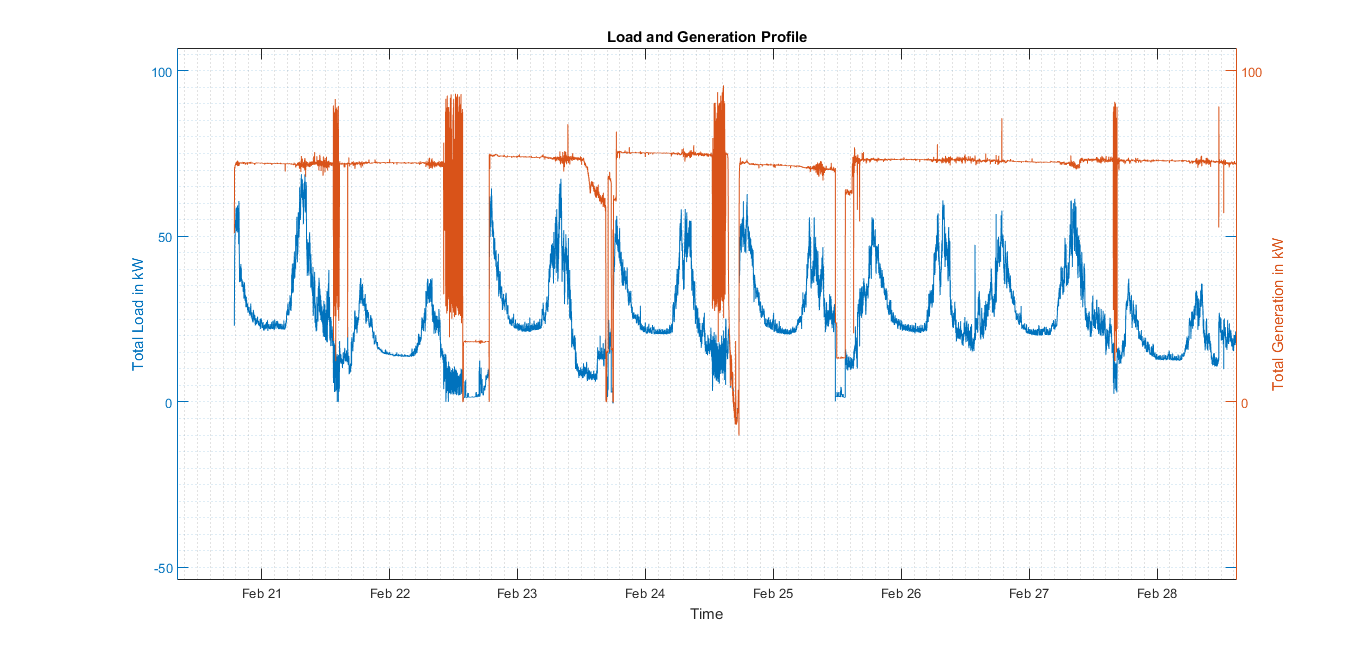 Load and Generation Profile
100
50
0
-50
Total Load in kW
100
0
Total Generation in kW
Feb 21
Feb 22
Feb 23
Feb 24
Feb 25
Feb 26
Feb 27
Feb 28
Time